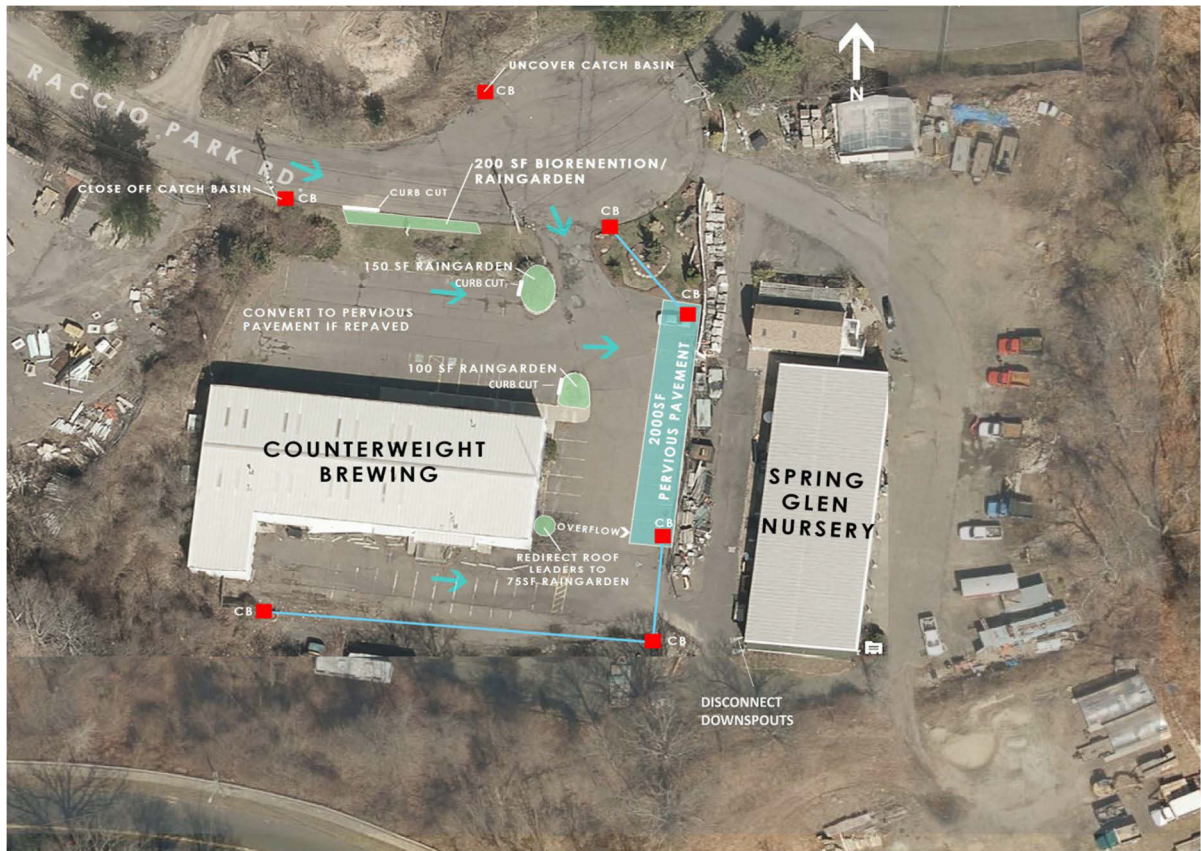 UNCOVER CATCH BASIN
CB
N
RACCIO PARK RD.
200 SF BIORENENTION/
RAINGARDEN
CLOSE OFF CATCH BASIN
CB
CURB CUT
CB
150 SF RAINGARDEN
CURB CUT
CB
CONVERT TO PERVIOUS
PAVEMENT IF REPAVED
100 SF RAINGARDEN
CURB CUT
2000SF
PERVIOUS PAVEMENT
COUNTERWEIGHT
BREWING
SPRING
GLEN
NURSERY
OVERFLOW
CB
REDIRECT ROOF
LEADERS TO
75SF RAINGARDEN
CB
CB
DISCONNECT
DOWNSPOUTS